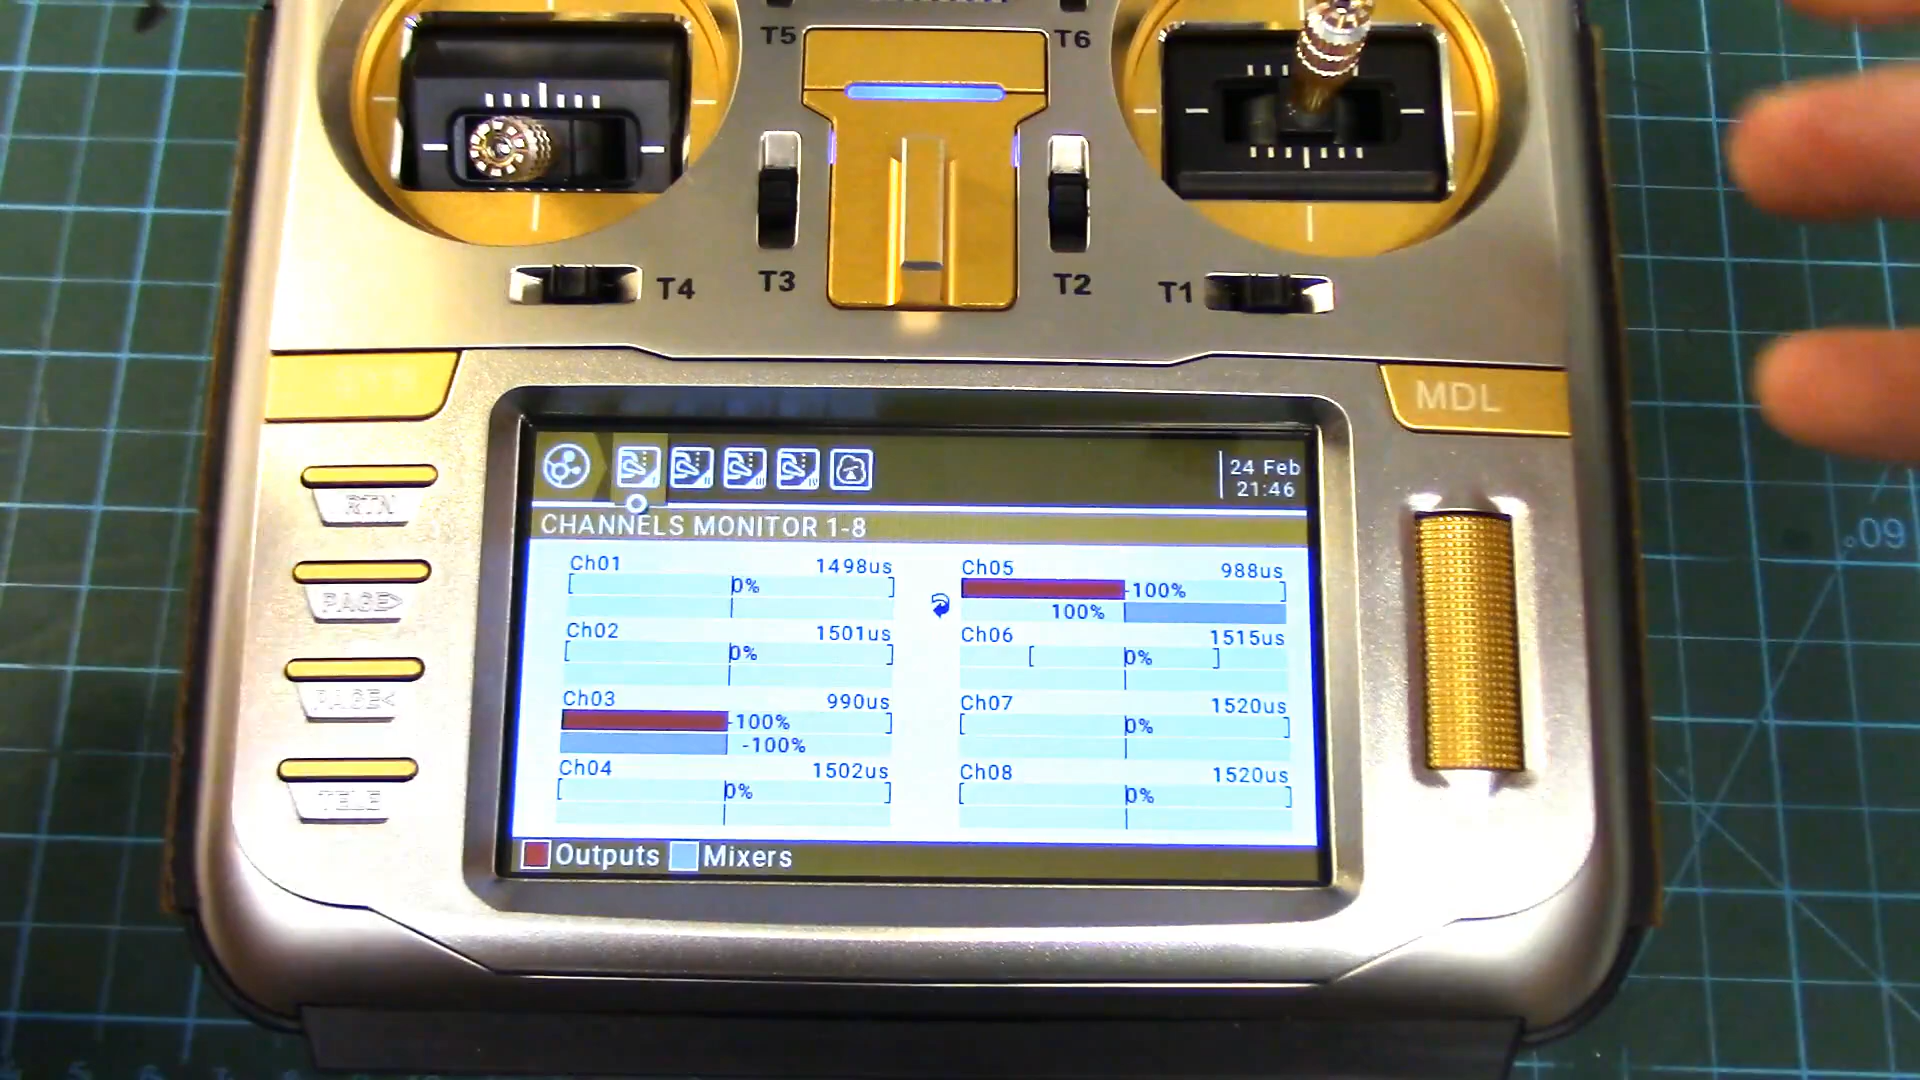 T5
T6
T4
T3
T2
T1
MDL
RTN
PAGE>
PAGE<
TELE
24 Feb
21:46
CHANNELS MONITOR 1-8
Ch01 1498us
0%
Ch02 1501us
0%
Ch03 990us
-100%
-100%
Ch04 1502us
0%
Ch05 988us
-100%
100%
Ch06 1515us
0%
Ch07 1520us
0%
Ch08 1520us
0%
Outputs Mixers
09